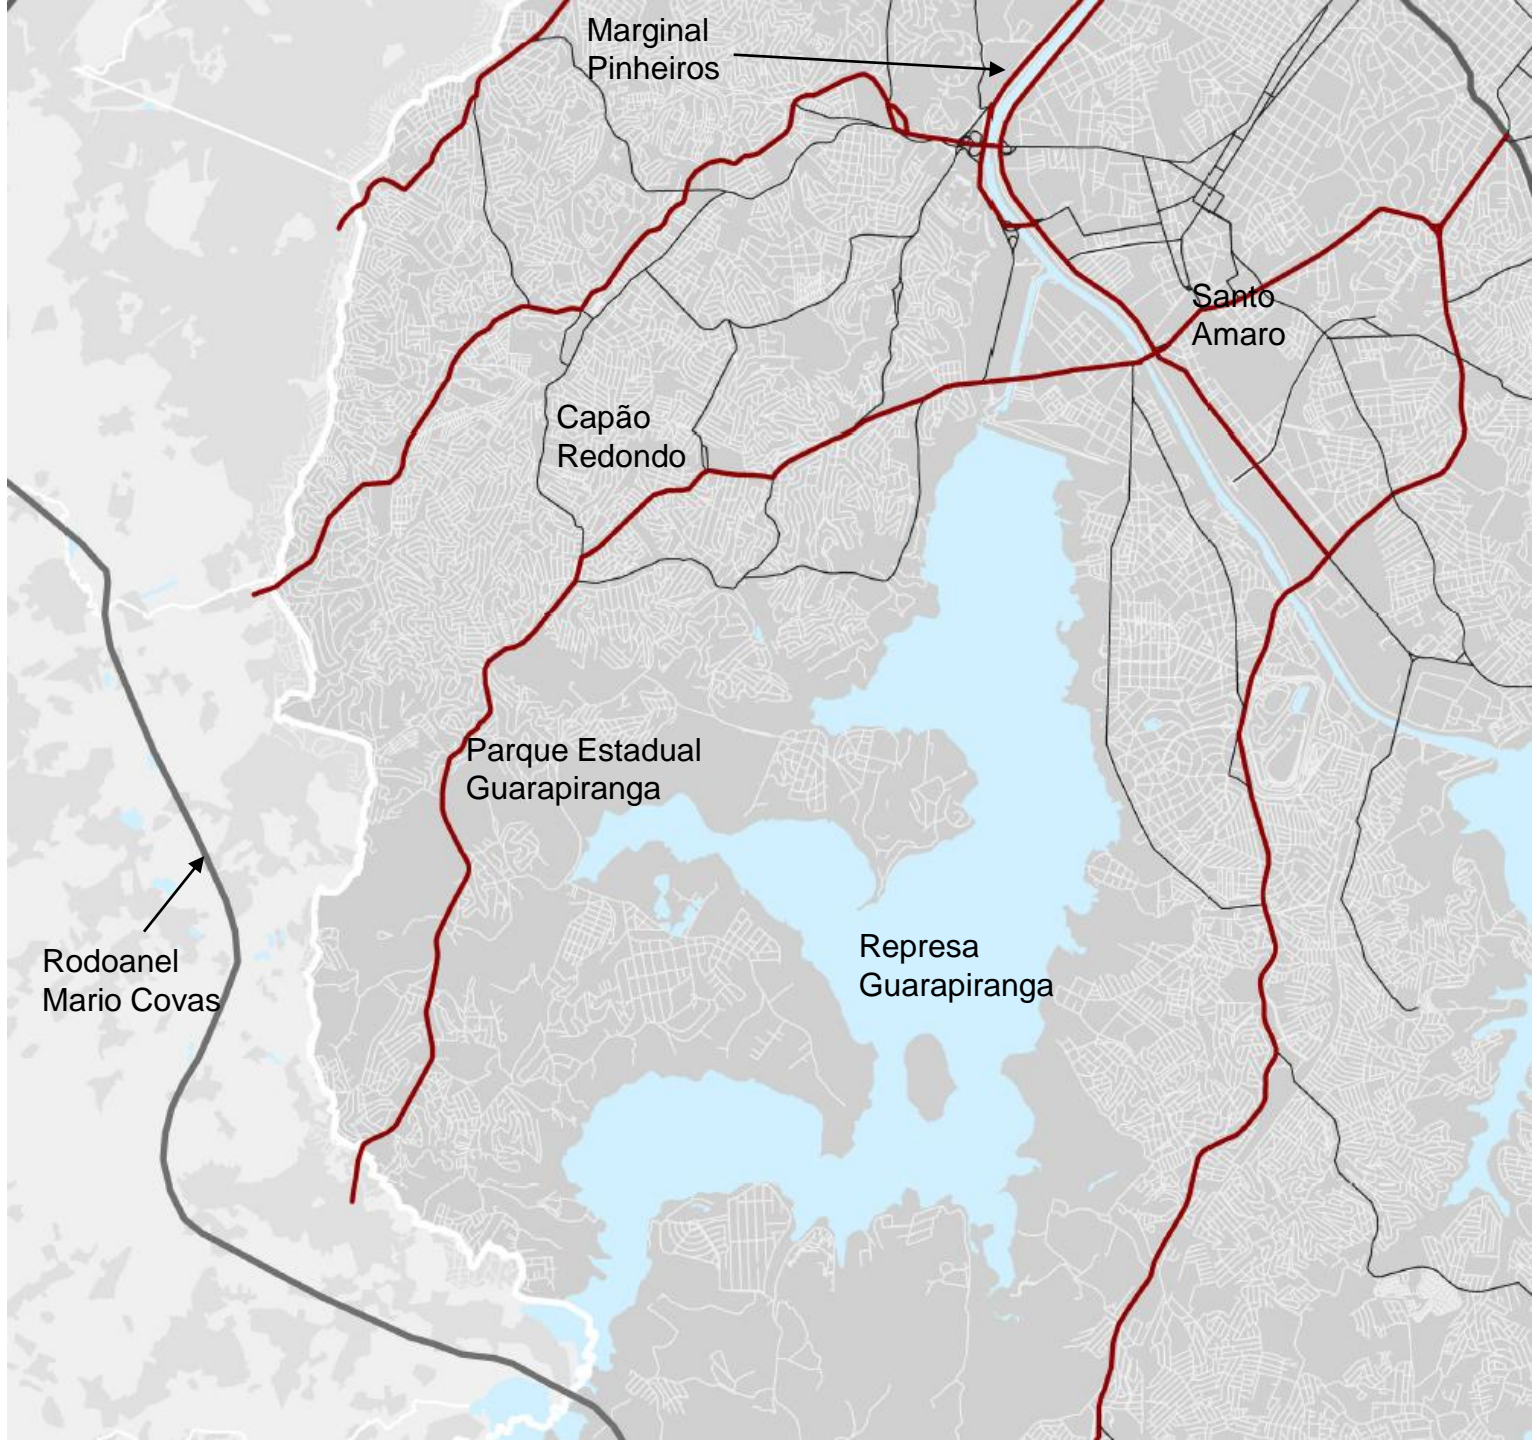 Marginal
Pinheiros
Santo
Amaro
Capão
Redondo
Parque Estadual
Guarapiranga
Represa
Guarapiranga
Rodoanel
Mario Covas